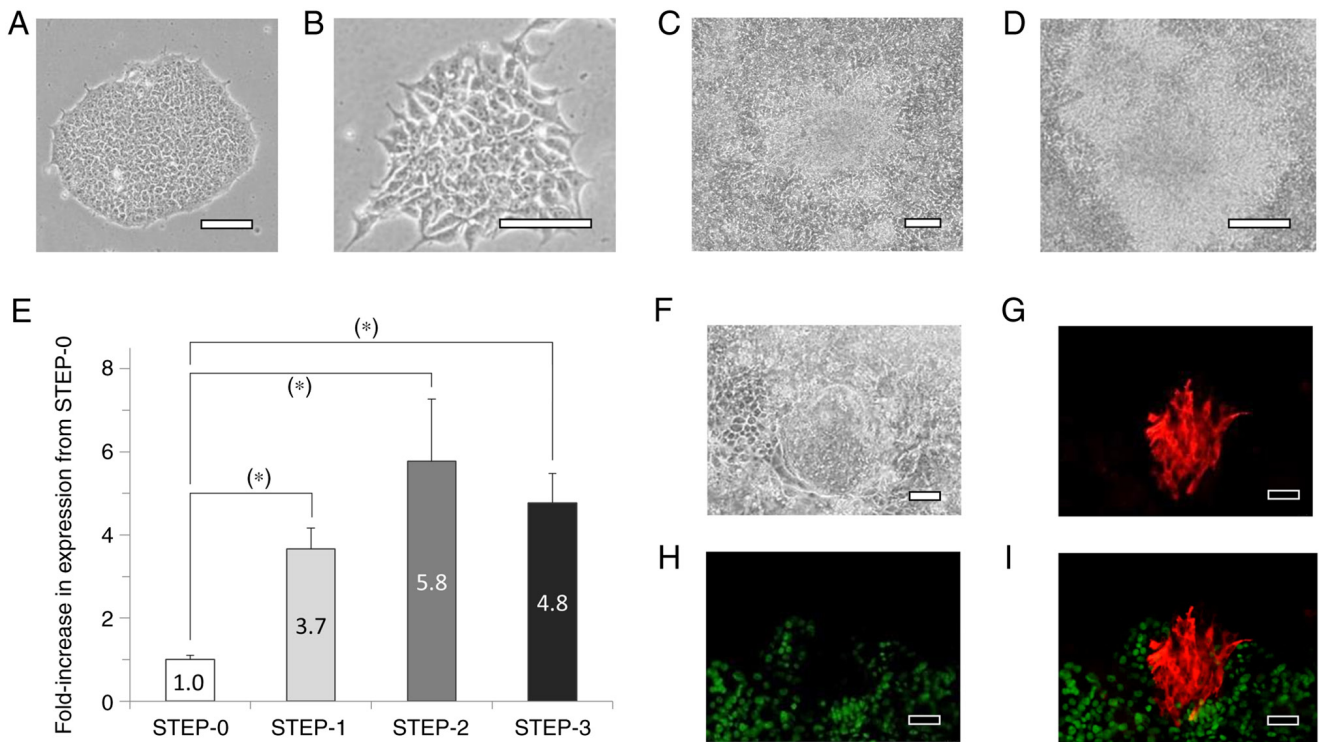 A
B
C
D
E
Fold-increase in expression from STEP-0
8
6
4
2
0
(*)
(*)
(*)
1.0
3.7
5.8
4.8
STEP-0
STEP-1
STEP-2
STEP-3
F
G
H
I